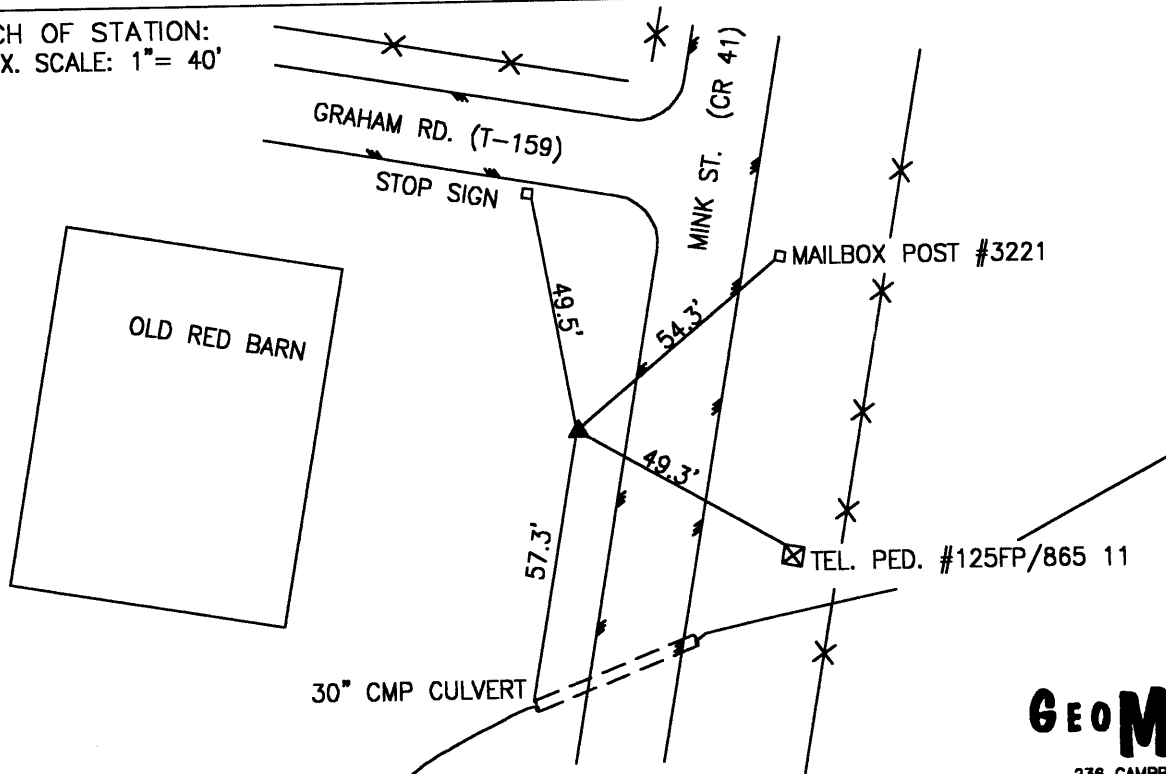 CH OF STATION:
X. SCALE: 1"= 40'
GRAHAM RD. (T-159)
MINK ST. (CR 41)
STOP SIGN
MAILBOX POST #3221
OLD RED BARN
49.5'
54.3'
49.3'
57.3'
TEL. PED. #125FP/865 11
30" CMP CULVERT
GEOM
236 CAMPB